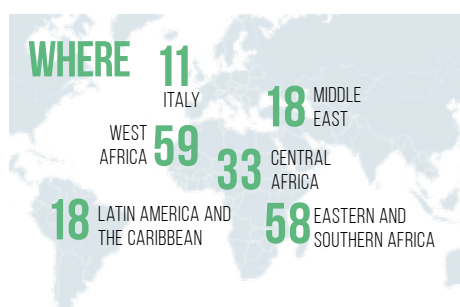 WHERE
11
ITALY
18
MIDDLE
EAST
WEST
AFRICA
59
33
CENTRAL
AFRICA
18
LATIN AMERICA AND
THE CARIBBEAN
58
EASTERN AND
SOUTHERN AFRICA